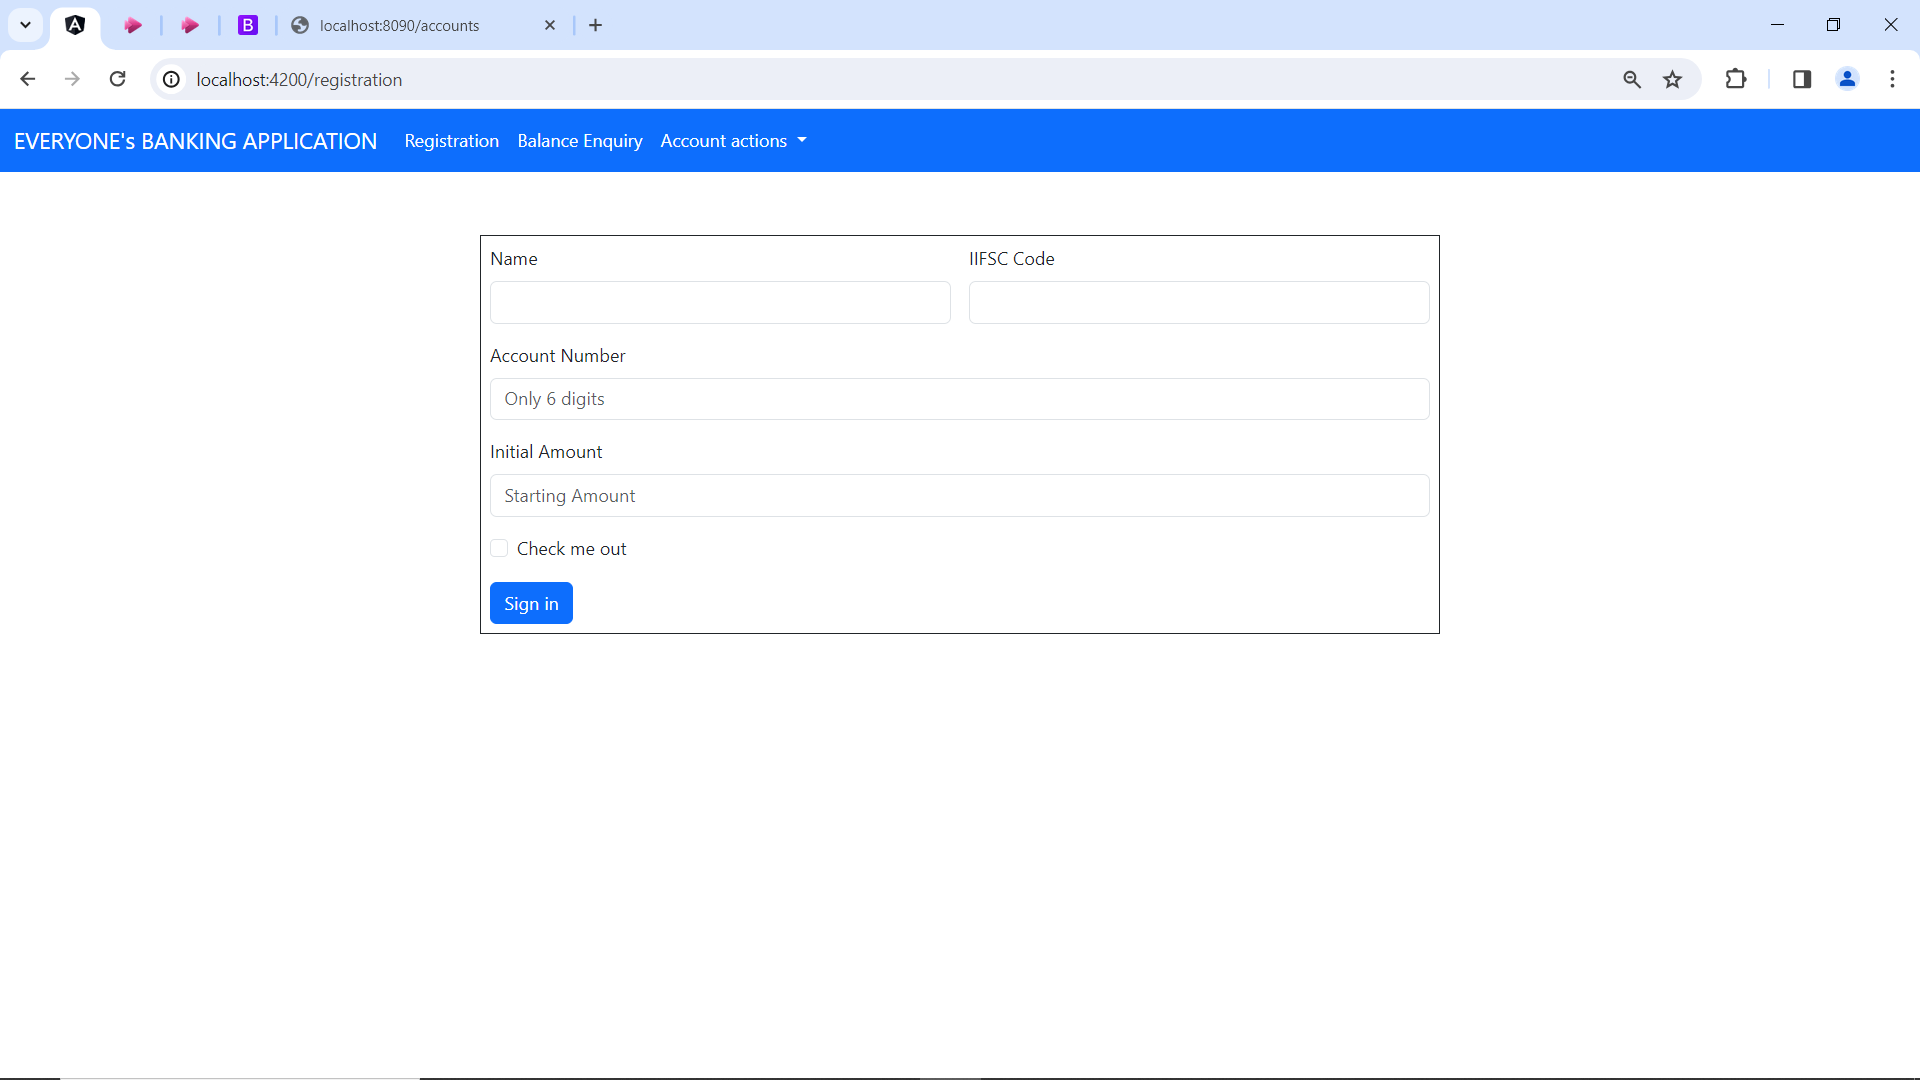 localhost:8090/accounts
localhost:4200/registration
EVERYONE's BANKING APPLICATION Registration Balance Enquiry Account actions
Name IIFSC Code
Account Number
Only 6 digits
Initial Amount
Starting Amount
Check me out
Sign in